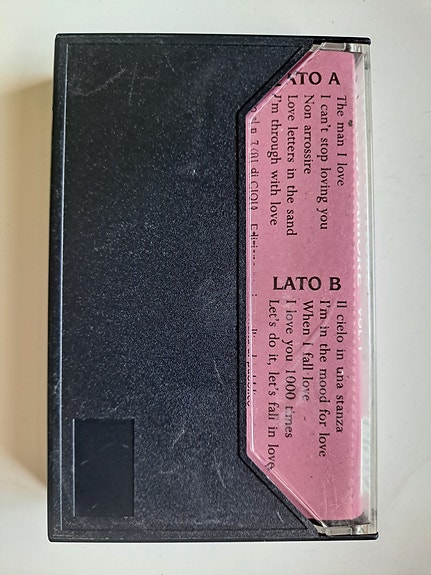 LATO A
The man I love
I can't stop loving you
Non arrossire
Love letters in the sand
I'm through with love
LATO B
Il cielo in una stanza
I'm in the mood for love
When I fall love
I love you 1000 times
Let's do it, let's fall in love